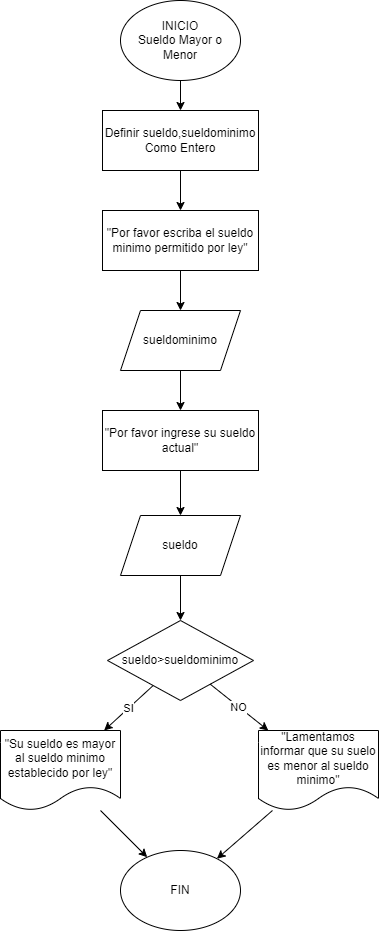 INICIO
Sueldo Mayor o
Menor
Definir sueldo,sueldominimo
Como Entero
"Por favor escriba el sueldo
minimo permitido por ley"
sueldominimo
"Por favor ingrese su sueldo
actual"
sueldo
sueldo>sueldominimo
SI
NO
"Su sueldo es mayor
al sueldo minimo
establecido por ley"
"Lamentamos
informar que su suelo
es menor al sueldo
minimo"
FIN